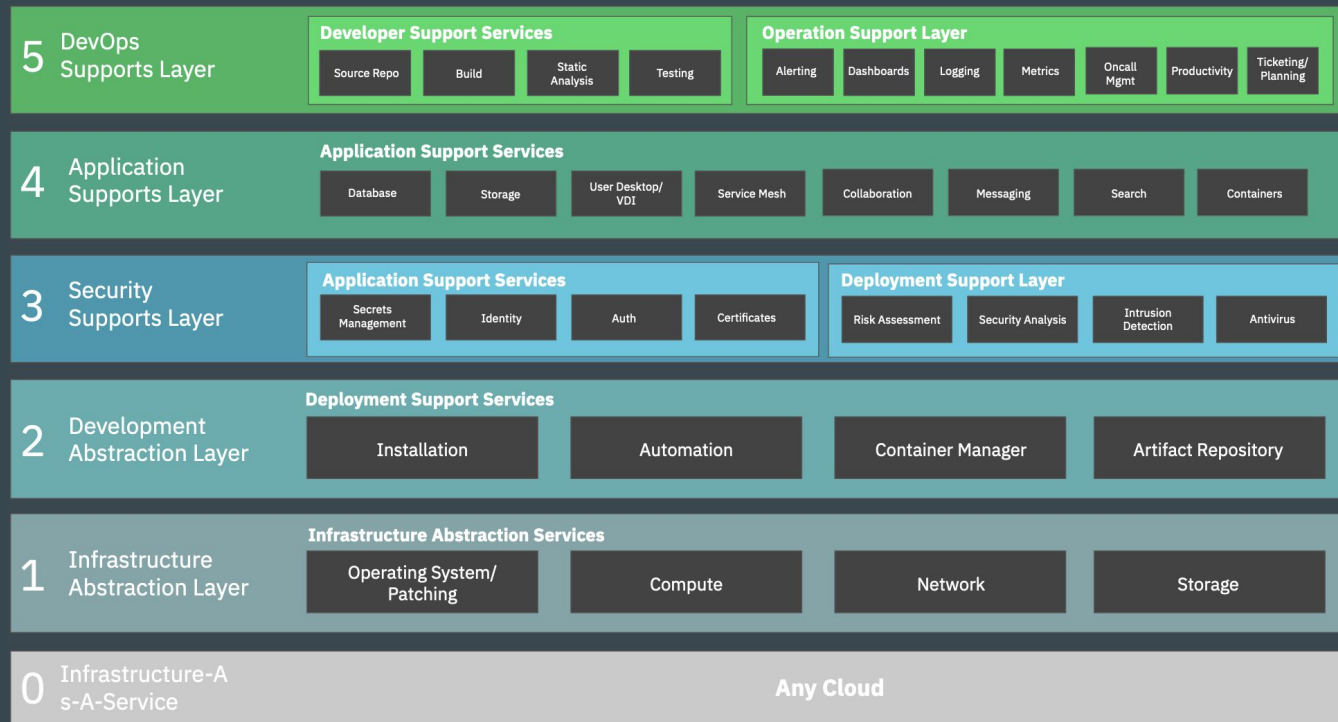 5
DevOps
Supports Layer
Developer Support Services
Source Repo
Build
Static
Analysis
Testing
Operation Support Layer
Alerting
Dashboards
Logging
Metrics
Oncall
Mgmt
Productivity
Ticketing/
Planning
4
Application
Supports Layer
Application Support Services
Database
Storage
User Desktop/
VDI
Service Mesh
Collaboration
Messaging
Search
Containers
3
Security
Supports Layer
Application Support Services
Secrets
Management
Identity
Auth
Certificates
Deployment Support Layer
Risk Assessment
Security Analysis
Intrusion
Detection
Antivirus
2
Development
Abstraction Layer
Deployment Support Services
Installation
Automation
Container Manager
Artifact Repository
1
Infrastructure
Abstraction Layer
Infrastructure Abstraction Services
Operating System/
Patching
Compute
Network
Storage
0
Infrastructure-A
s-A-Service
Any Cloud